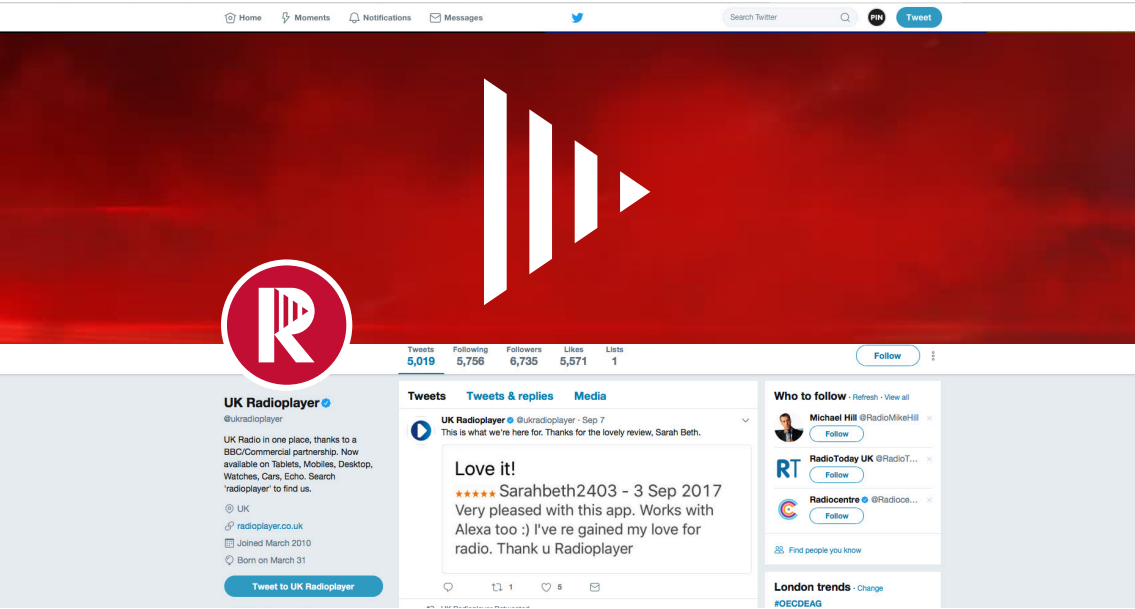 Home Moments Notifications Messages Search Twitter PIN Tweet
Tweets Following Followers Likes Lists
5,019 5,756 6,735 5,571 1
Follow
UK Radioplayer
@ukradioplayer
UK Radio in one place, thanks to a
BBC/Commercial partnership. Now
available on Tablets, Mobiles, Desktop,
Watches, Cars, Echo. Search
'radioplayer' to find us.
UK
radioplayer.co.uk
Joined March 2010
Born on March 31
Tweet to UK Radioplayer
Tweets Tweets & replies Media
UK Radioplayer @ukradioplayer · Sep 7
This is what we're here for. Thanks for the lovely review, Sarah Beth.
Love it!
★★★★★ Sarahbeth2403 - 3 Sep 2017
Very pleased with this app. Works with
Alexa too :) I've re gained my love for
radio. Thank u Radioplayer
1 5
UK Radioplayer Retweeted
Who to follow · Refresh · View all
Michael Hill @RadioMikeHill ×
Follow
RT
RadioToday UK @RadioT... ×
Follow
Radiocentre @Radioce... ×
Follow
Find people you know
London trends · Change
#OECDEAG